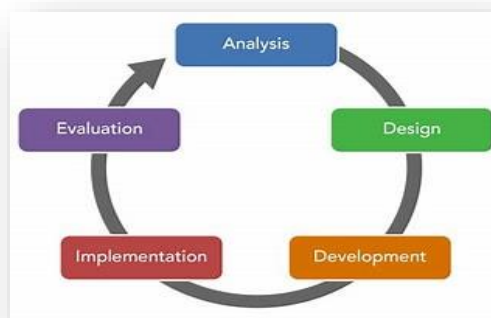 Analysis
Design
Development
Implementation
Evaluation